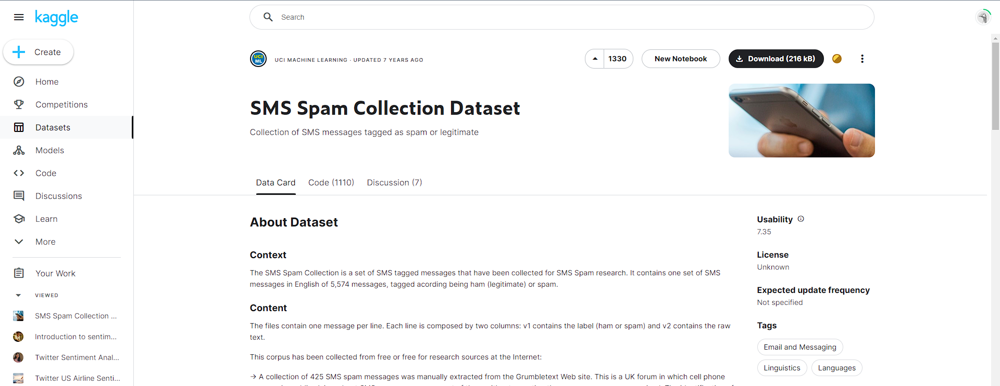 kaggle
Search
Create
Home
Competitions
Datasets
Models
Code
Discussions
Learn
More
Your Work
VIEWED
SMS Spam Collection ...
Introduction to sentim...
Twitter Sentiment Anal...
Twitter US Airline Senti...
UCI ML
UCI MACHINE LEARNING · UPDATED 7 YEARS AGO
1330
New Notebook
Download (216 kB)
SMS Spam Collection Dataset
Collection of SMS messages tagged as spam or legitimate
Data Card Code (1110) Discussion (7)
About Dataset
Context
The SMS Spam Collection is a set of SMS tagged messages that have been collected for SMS Spam research. It contains one set of SMS
messages in English of 5,574 messages, tagged acording being ham (legitimate) or spam.
Content
The files contain one message per line. Each line is composed by two columns: v1 contains the label (ham or spam) and v2 contains the raw
text.
This corpus has been collected from free or free for research sources at the Internet:
→ A collection of 425 SMS spam messages was manually extracted from the Grumbletext Web site. This is a UK forum in which cell phone
Usability
7.35
License
Unknown
Expected update frequency
Not specified
Tags
Email and Messaging
Linguistics
Languages